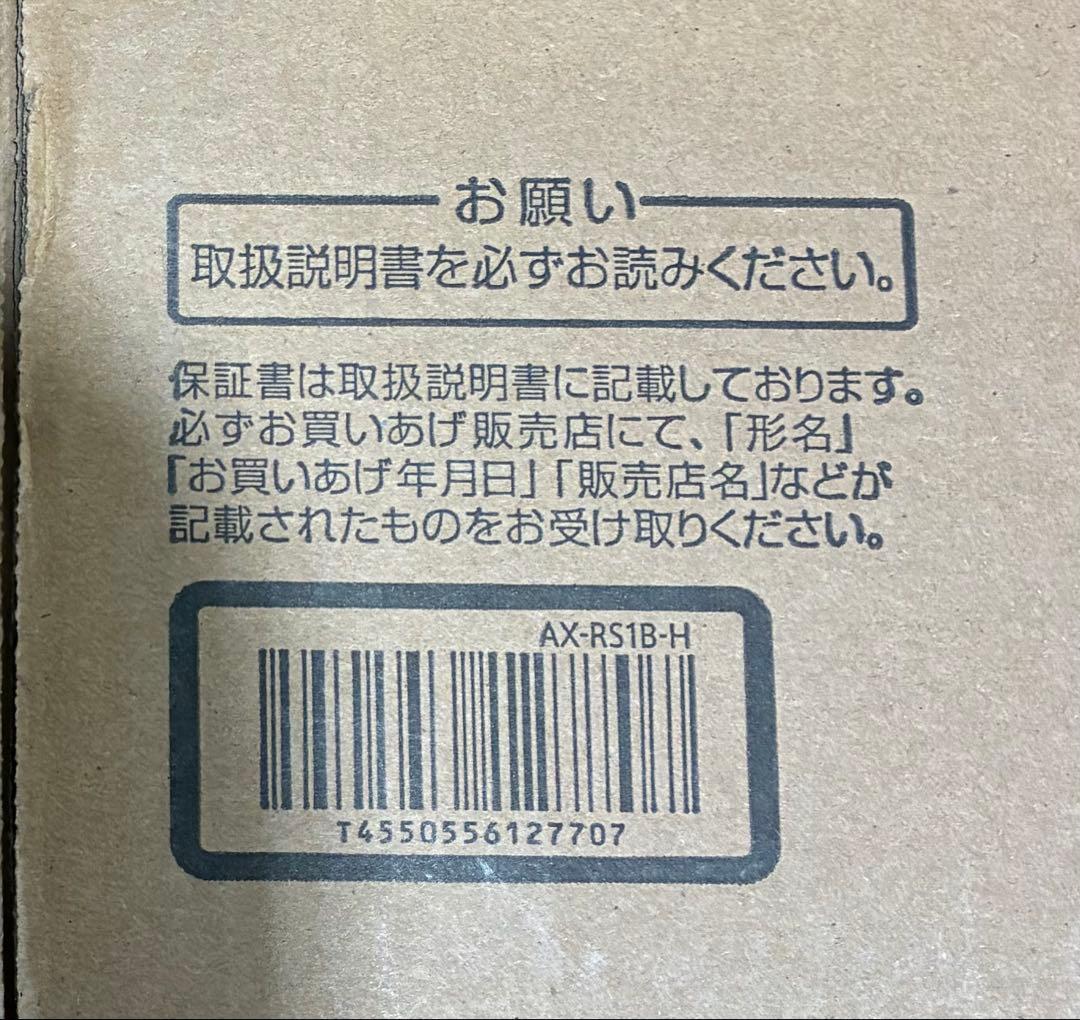 お願い
取扱説明書を必ずお読みください。
保証書は取扱説明書に記載しております。
必ずお買いあげ販売店にて、「形名」
「お買いあげ年月日」「販売店名」などが
記載されたものをお受け取りください。
AX-RS1B-H
T4550556127707